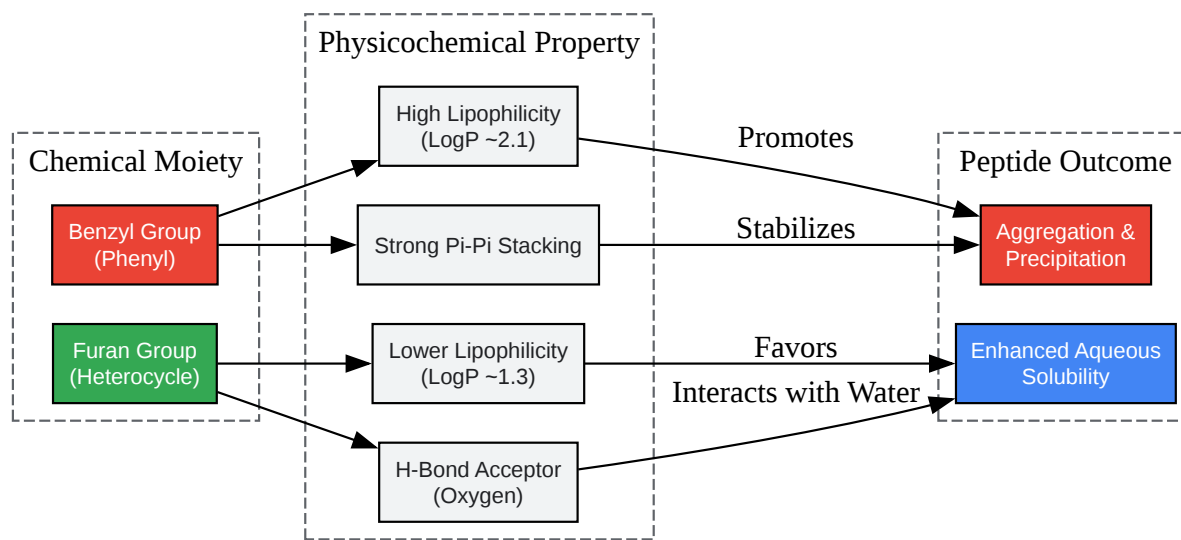 Physicochemical Property
High Lipophilicity
(LogP ~2.1)
Promotes
Chemical Moiety
Peptide Outcome
Benzyl Group
(Phenyl)
Strong Pi-Pi Stacking
Stabilizes
Aggregation &
Precipitation
Furan Group
(Heterocycle)
Lower Lipophilicity
(LogP ~1.3)
Favors
Enhanced Aqueous
Solubility
Interacts with Water
H-Bond Acceptor
(Oxygen)